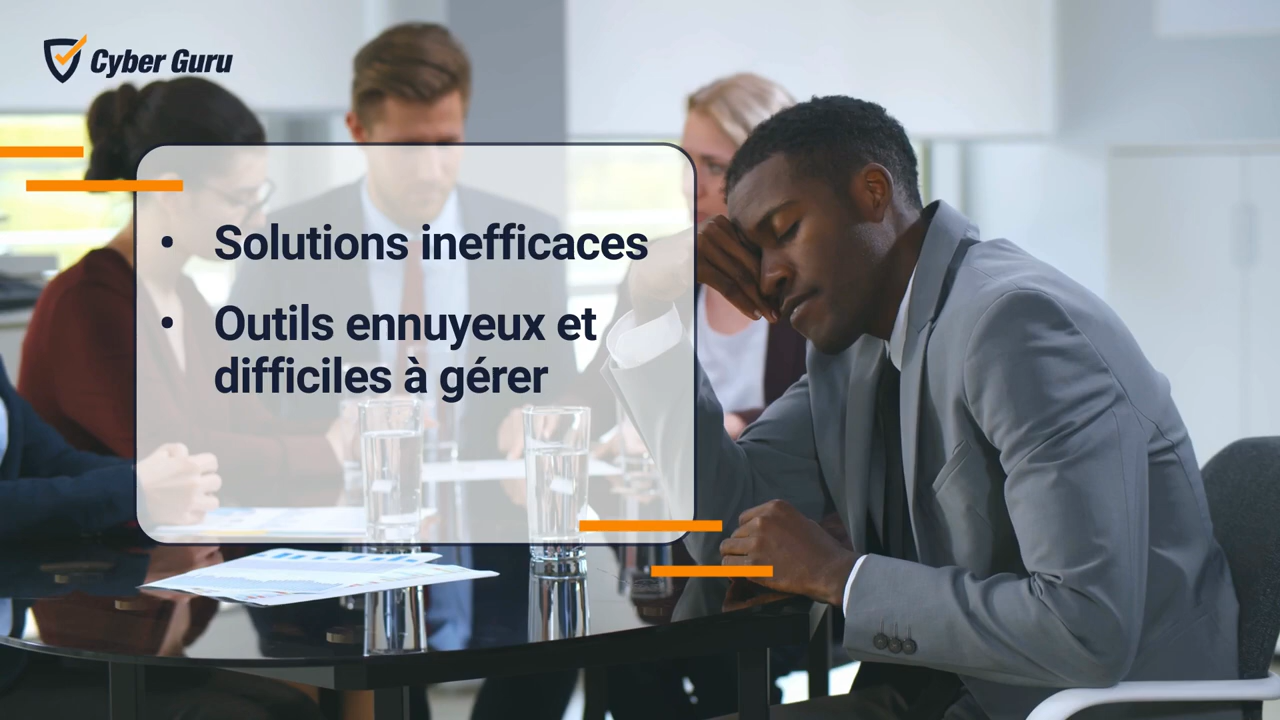 Cyber Guru
• Solutions inefficaces
• Outils ennuyeux et
difficiles à gérer